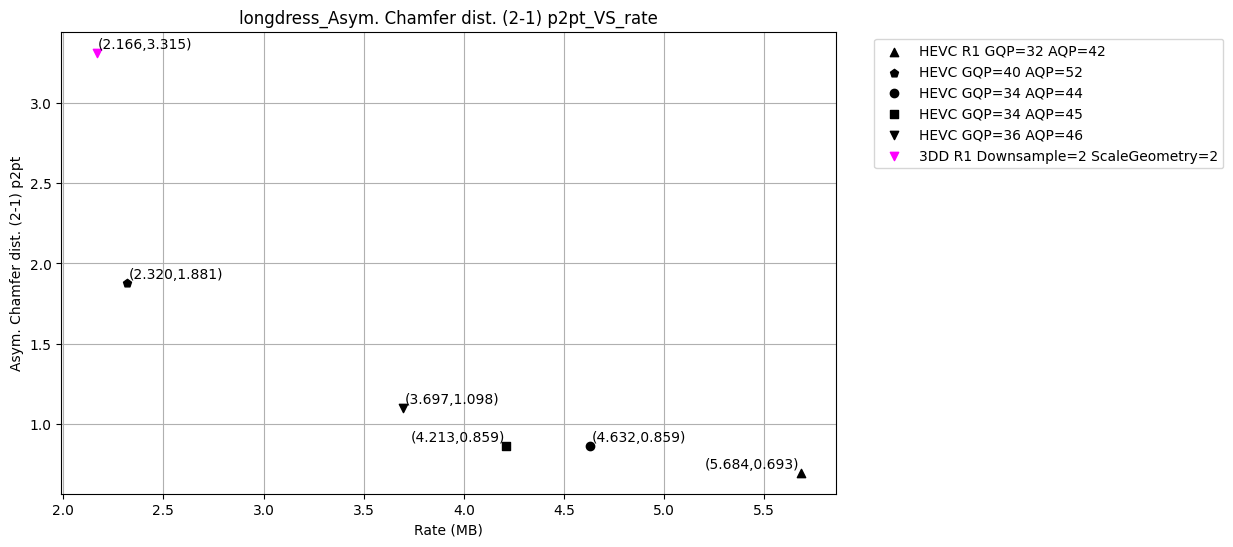 longdress_Asym. Chamfer dist. (2-1) p2pt_VS_rate
(2.166,3.315)
(2.320,1.881)
(3.697,1.098)
(4.213,0.859)
(4.632,0.859)
(5.684,0.693)
3.0
2.5
2.0
1.5
1.0
Asym. Chamfer dist. (2-1) p2pt
2.0
2.5
3.0
3.5
4.0
4.5
5.0
5.5
Rate (MB)
HEVC R1 GQP=32 AQP=42
HEVC GQP=40 AQP=52
HEVC GQP=34 AQP=44
HEVC GQP=34 AQP=45
HEVC GQP=36 AQP=46
3DD R1 Downsample=2 ScaleGeometry=2